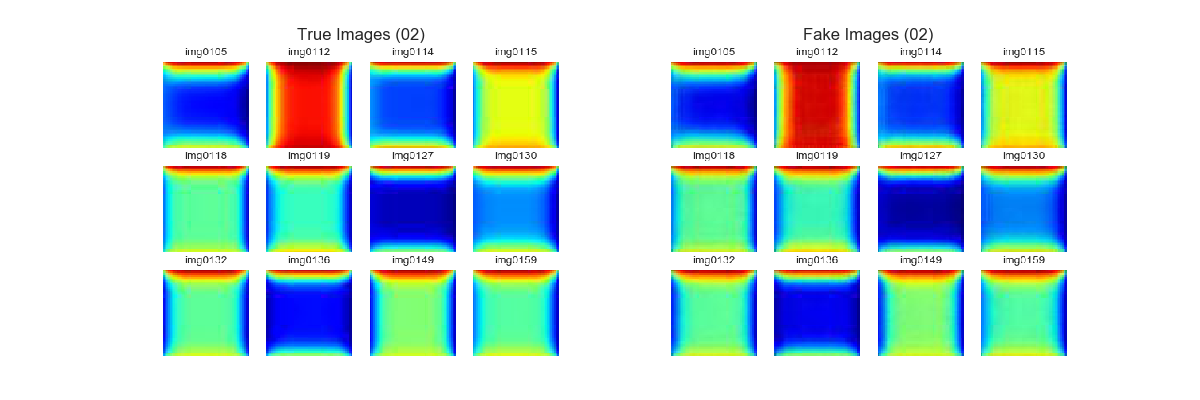 True Images (02)
img0105 img0112 img0114 img0115
img0118 img0119 img0127 img0130
img0132 img0136 img0149 img0159
Fake Images (02)
img0105 img0112 img0114 img0115
img0118 img0119 img0127 img0130
img0132 img0136 img0149 img0159